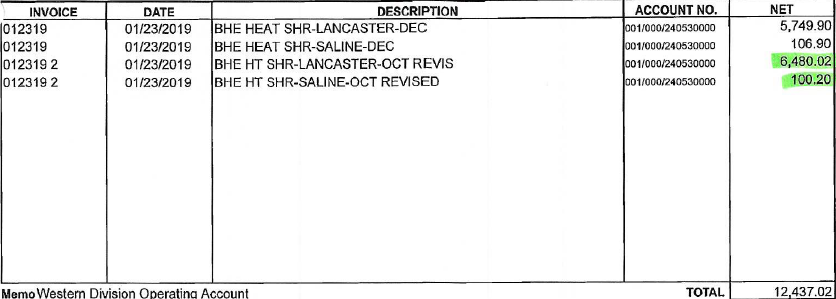 INVOICE DATE DESCRIPTION ACCOUNT NO. NET
012319 01/23/2019 BHE HEAT SHR-LANCASTER-DEC 001/000/240530000 5,749.90
012319 01/23/2019 BHE HEAT SHR-SALINE-DEC 001/000/240530000 106.90
012319 2 01/23/2019 BHE HT SHR-LANCASTER-OCT REVIS 001/000/240530000 6,480.02
012319 2 01/23/2019 BHE HT SHR-SALINE-OCT REVISED 001/000/240530000 100.20
Memo Western Division Operating Account TOTAL 12,437.02